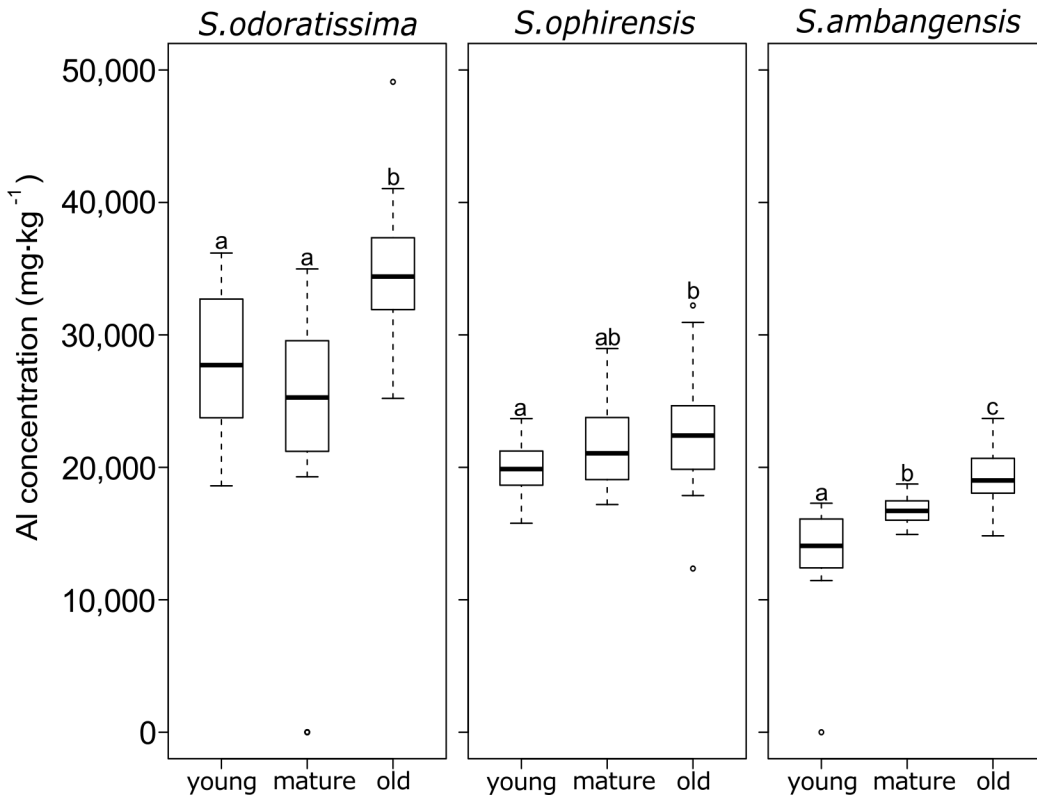 S.odoratissima S.ophirensis S.ambangensis
Al concentration (mg·kg⁻¹ )
50,000
40,000
30,000
20,000
10,000
0
a a b
a ab b
a b c
young mature old young mature old young mature old